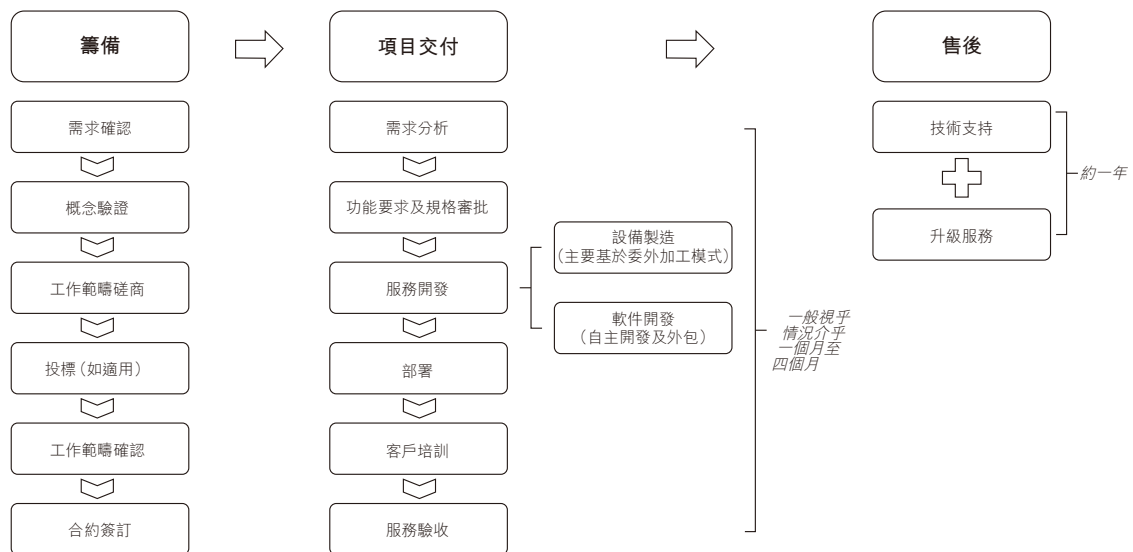 籌備
需求確認
概念驗證
工作範疇磋商
投標（如適用）
工作範疇確認
合約簽訂
項目交付
需求分析
功能要求及規格審批
服務開發
部署
客戶培訓
服務驗收
設備製造
（主要基於委外加工模式）
軟件開發
（自主開發及外包）
一般視乎
情況介乎
一個月至
四個月
售後
技術支持
升級服務
約一年